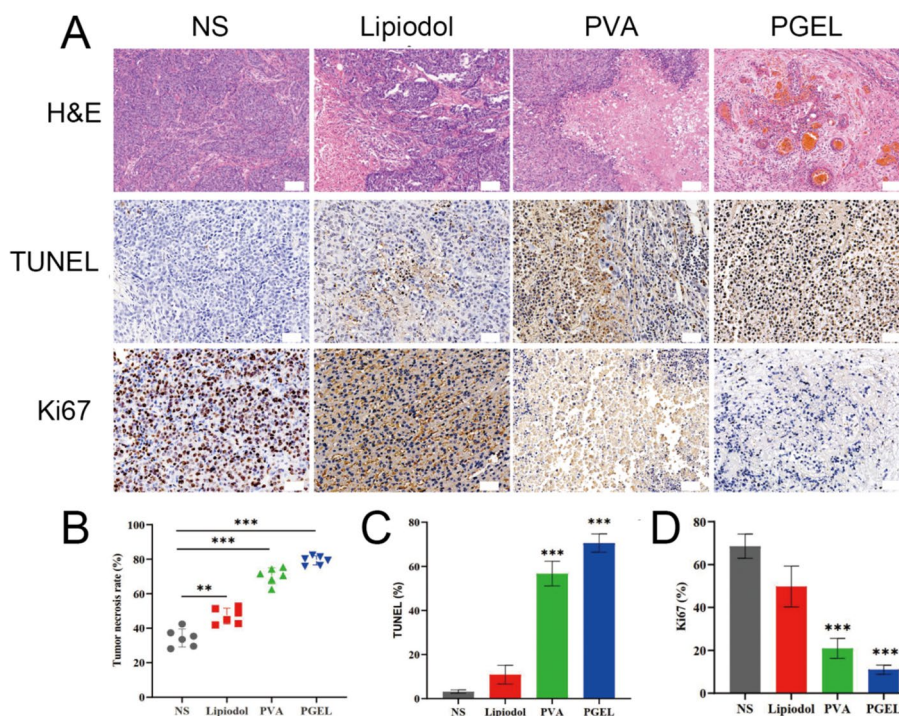 A
NS Lipiodol PVA PGEL
H&E
TUNEL
Ki67
B
Tumor necrosis rate (%)
100
80
60
40
20
0
***
***
**
NS Lipiodol PVA PGEL
C
TUNEL (%)
80
60
40
20
0
***
***
NS Lipiodol PVA PGEL
D
Ki67 (%)
80
60
40
20
0
***
***
NS Lipiodol PVA PGEL